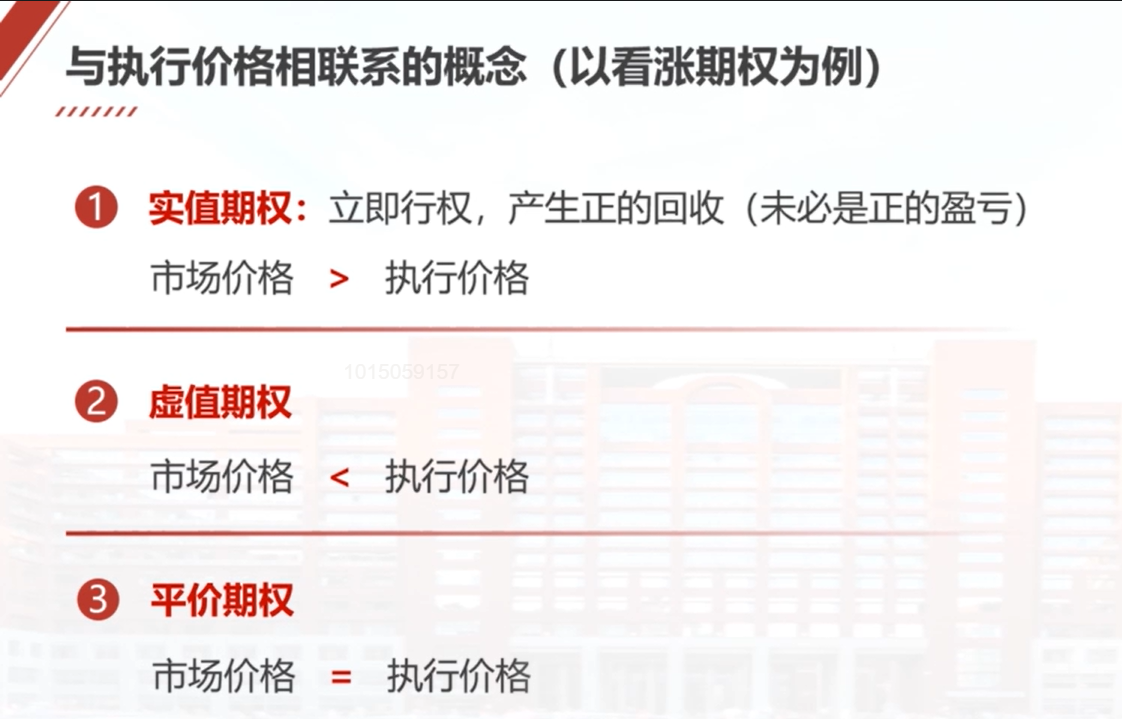 与执行价格相联系的概念（以看涨期权为例）
1 实值期权：立即行权，产生正的回收（未必是正的盈亏）
市场价格 > 执行价格
1015059157
2 虚值期权
市场价格 < 执行价格
3 平价期权
市场价格 = 执行价格